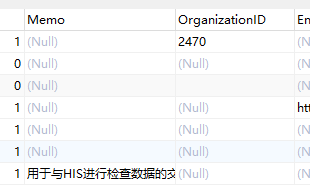 Memo OrganizationID
1 (Null) 2470
0 (Null) (Null)
0 (Null)
1 (Null) (Null)
1 (Null) (Null)
1 (Null) (Null)
1 用于与HIS进行检查数据的 (Null)